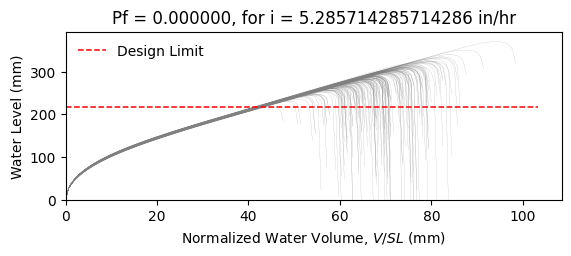 Pf = 0.000000, for i = 5.285714285714286 in/hr
Design Limit
Water Level (mm)
300
200
100
0
0 20 40 60 80 100
Normalized Water Volume, V/SL (mm)